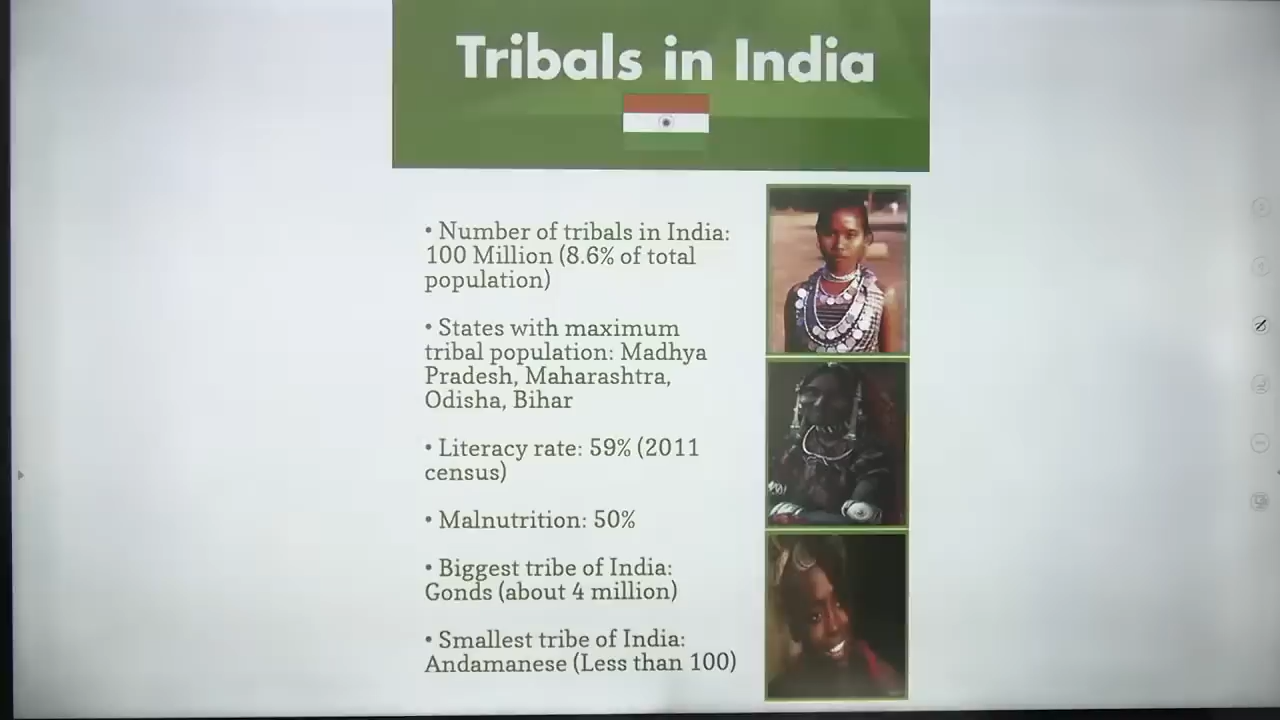 Tribals in India
• Number of tribals in India:
100 Million (8.6% of total
population)
• States with maximum
tribal population: Madhya
Pradesh, Maharashtra,
Odisha, Bihar
• Literacy rate: 59% (2011
census)
• Malnutrition: 50%
• Biggest tribe of India:
Gonds (about 4 million)
• Smallest tribe of India:
Andamanese (Less than 100)